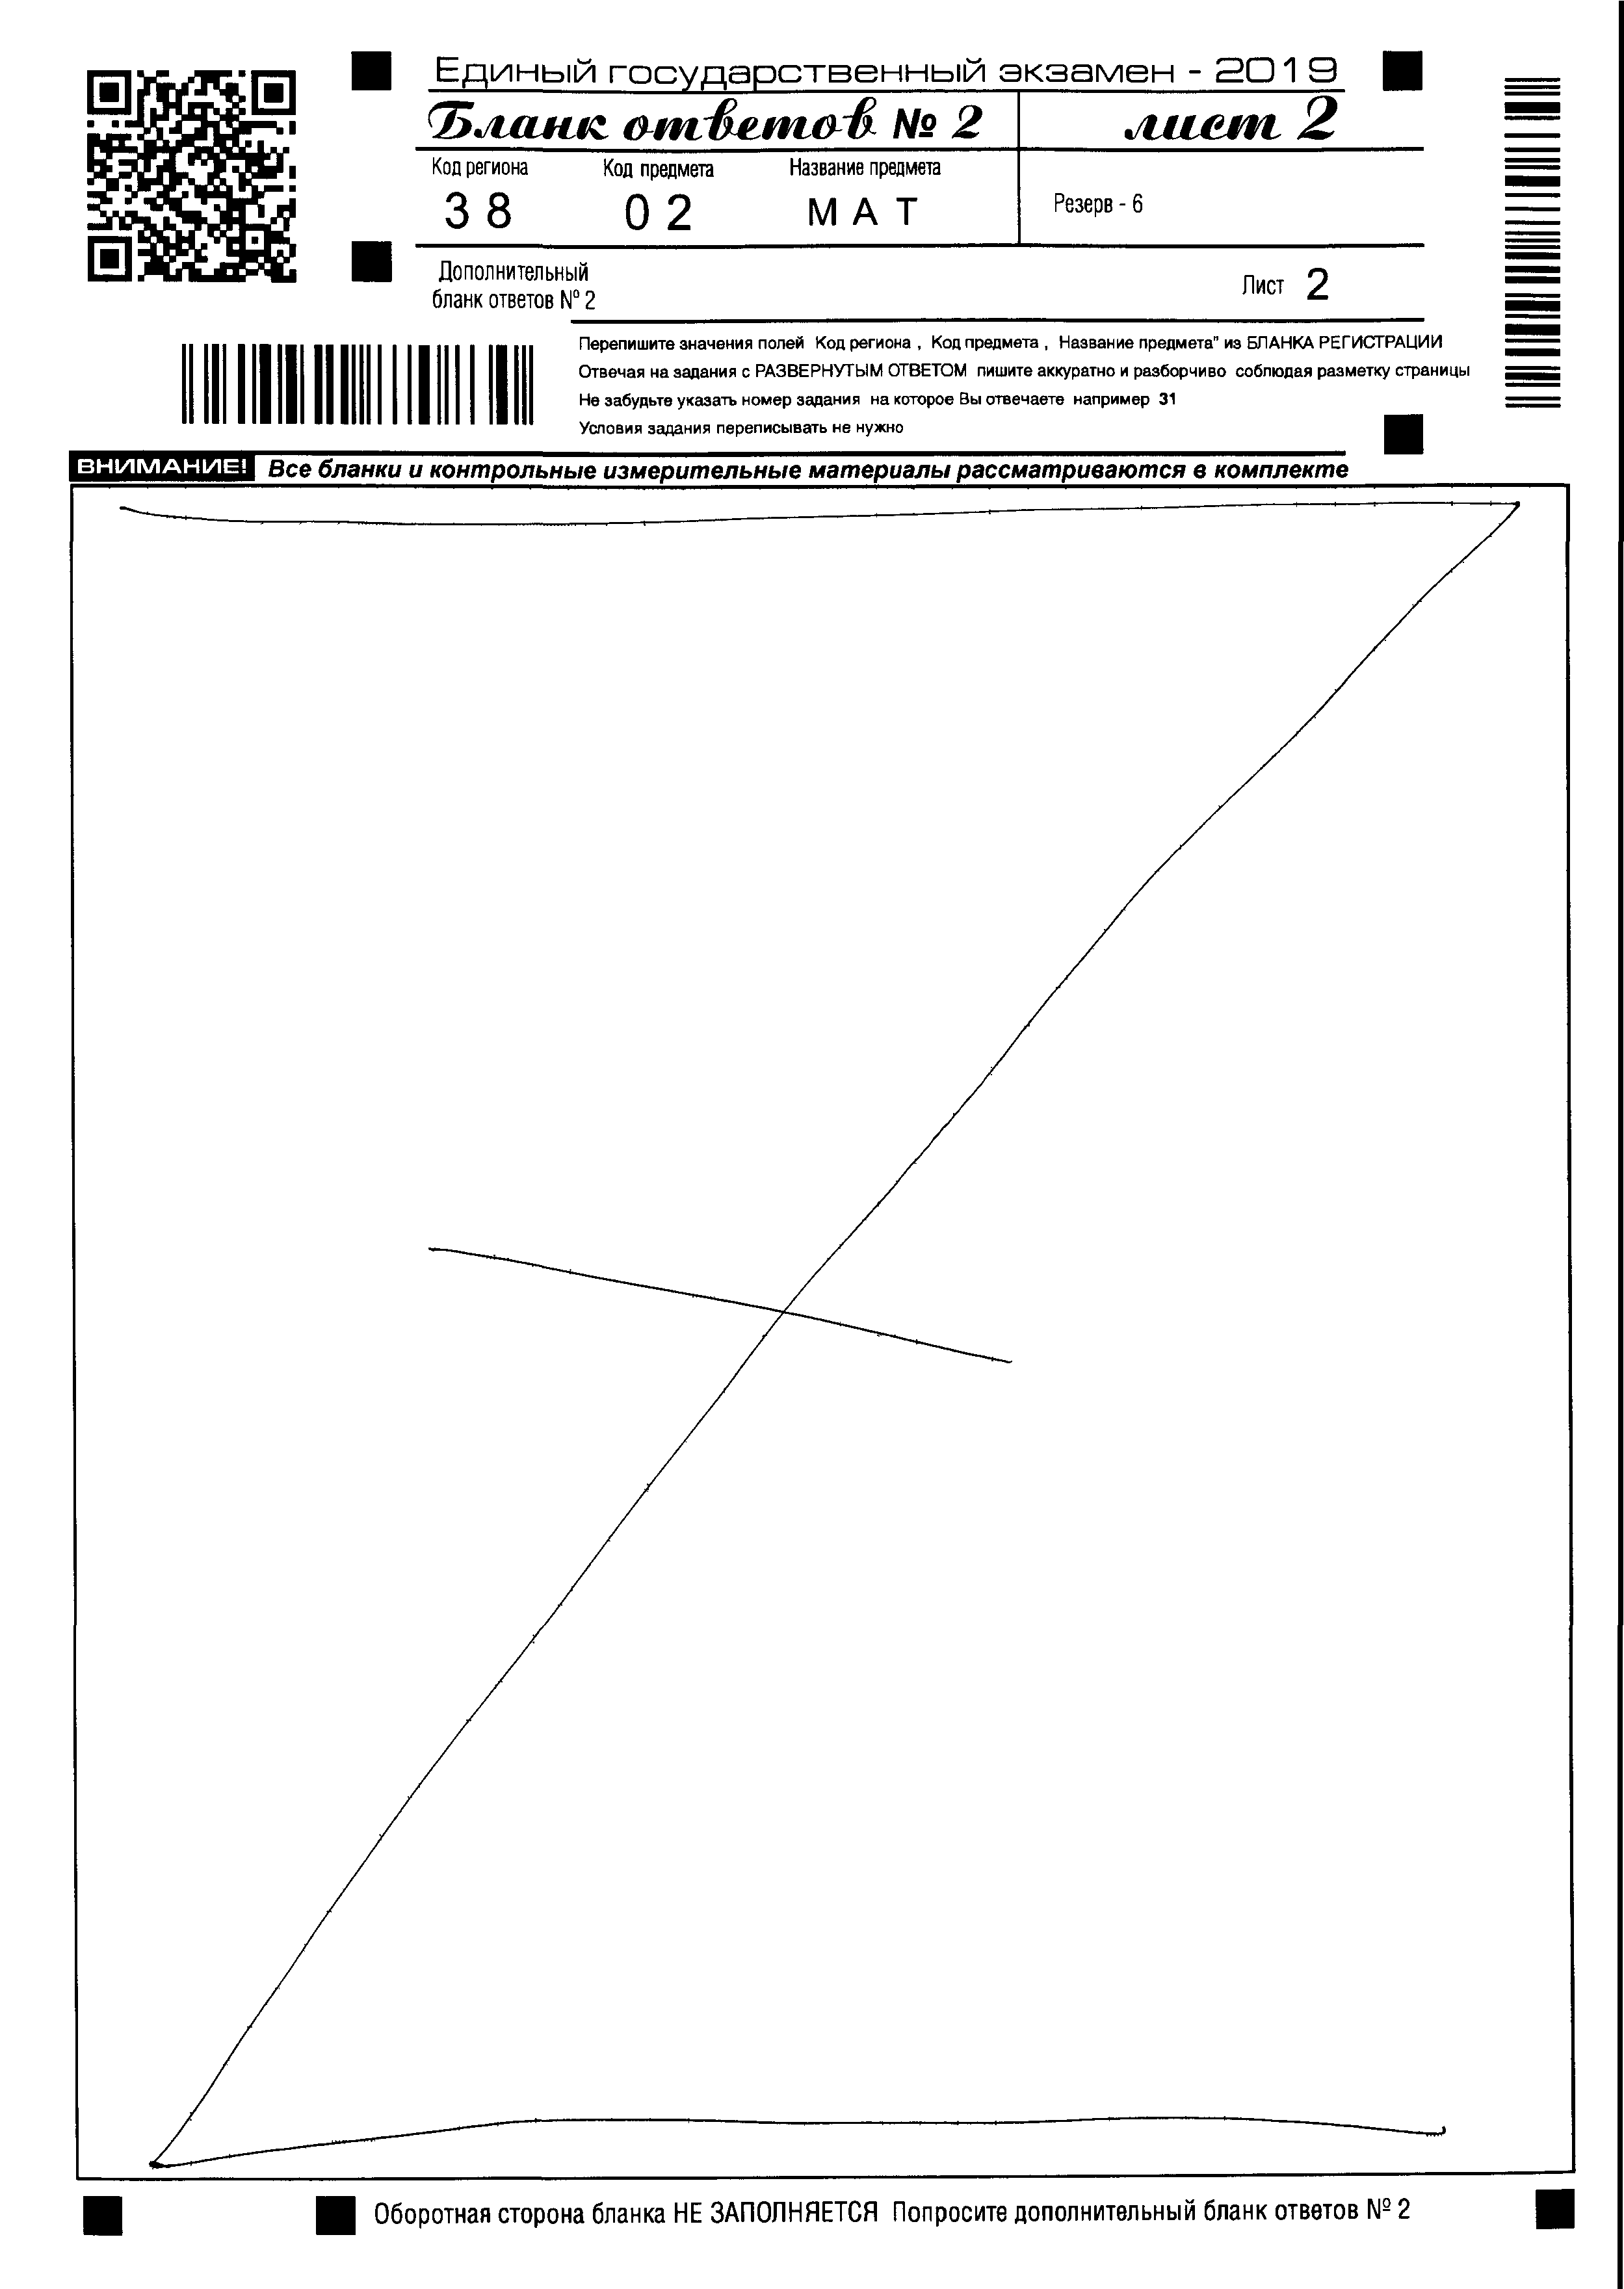 Единый государственный экзамен - 2019
Бланк ответов № 2
лист 2
Код региона
Код предмета
Название предмета
38
02
МАТ
Резерв - 6
Дополнительный
бланк ответов № 2
Лист 2
Перепишите значения полей Код региона , Код предмета , Название предмета" из БЛАНКА РЕГИСТРАЦИИ
Отвечая на задания с РАЗВЕРНУТЫМ ОТВЕТОМ пишите аккуратно и разборчиво соблюдая разметку страницы
Не забудьте указать номер задания на которое Вы отвечаете например 31
Условия задания переписывать не нужно
ВНИМАНИЕ! Все бланки и контрольные измерительные материалы рассматриваются в комплекте
Оборотная сторона бланка НЕ ЗАПОЛНЯЕТСЯ Попросите дополнительный бланк ответов № 2